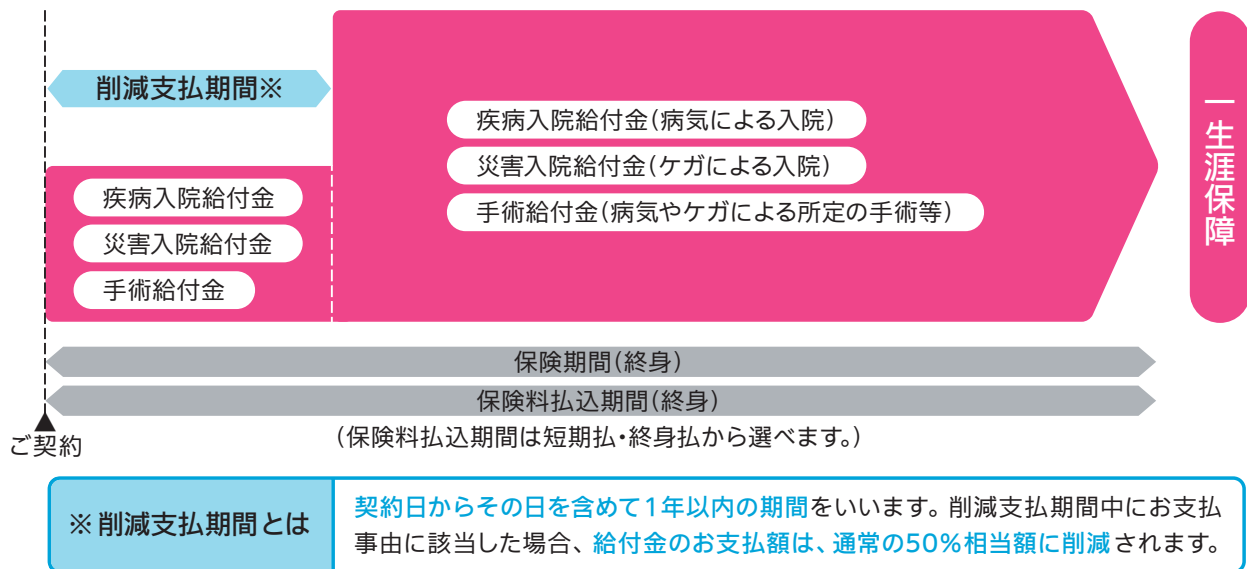 削減支払期間※
疾病入院給付金
災害入院給付金
手術給付金
疾病入院給付金(病気による入院)
災害入院給付金(ケガによる入院)
手術給付金(病気やケガによる所定の手術等)
一生涯保障
保険期間(終身)
保険料払込期間(終身)
(保険料払込期間は短期払・終身払から選べます。)
ご契約
※削減支払期間とは
契約日からその日を含めて1年以内の期間をいいます。削減支払期間中にお支払
事由に該当した場合、給付金のお支払額は、通常の50%相当額に削減されます。